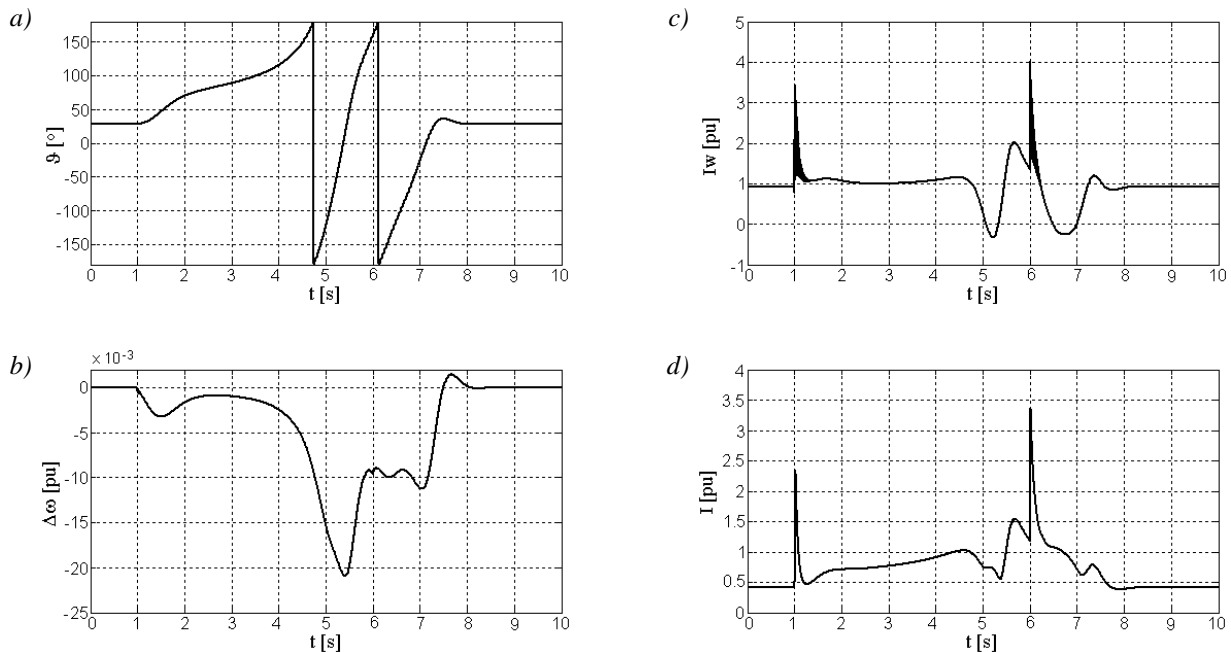 a)
150
100
50
0
-50
-100
-150
ϑ [°]
0 1 2 3 4 5 6 7 8 9 10
t [s]
b)
× 10⁻³
0
-5
-10
-15
-20
-25
Δω [pu]
0 1 2 3 4 5 6 7 8 9 10
t [s]
c)
5
4
3
2
1
0
-1
Iw [pu]
0 1 2 3 4 5 6 7 8 9 10
t [s]
d)
4
3.5
3
2.5
2
1.5
1
0.5
0
I [pu]
0 1 2 3 4 5 6 7 8 9 10
t [s]